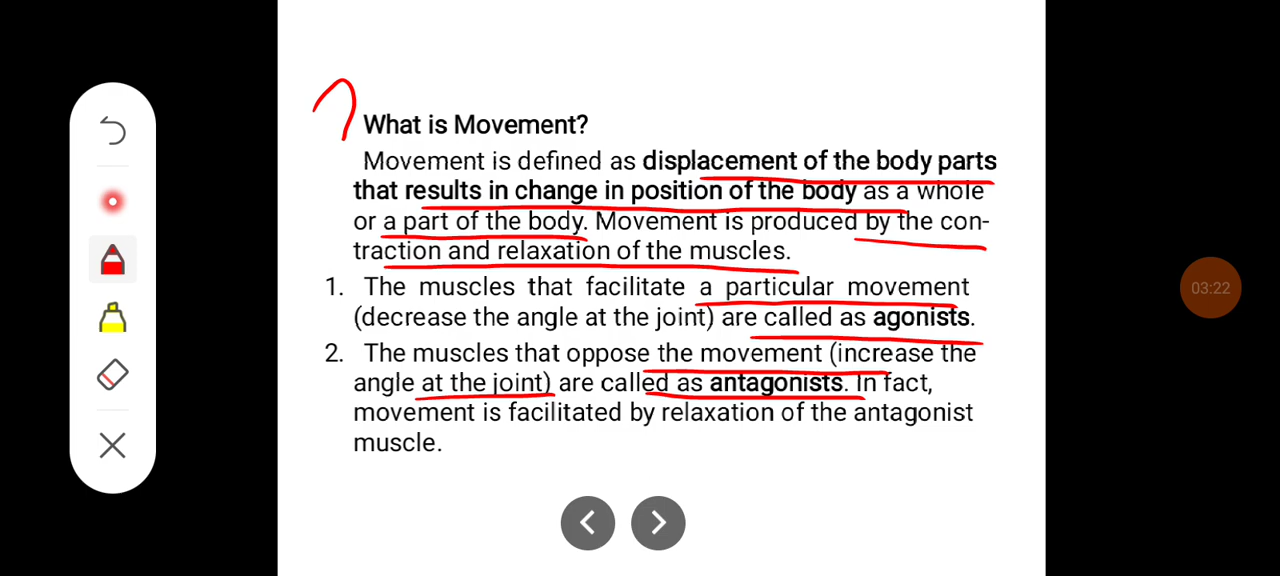 What is Movement?
Movement is defined as displacement of the body parts
that results in change in position of the body as a whole
or a part of the body. Movement is produced by the con-
traction and relaxation of the muscles.
1. The muscles that facilitate a particular movement
(decrease the angle at the joint) are called as agonists.
2. The muscles that oppose the movement (increase the
angle at the joint) are called as antagonists. In fact,
movement is facilitated by relaxation of the antagonist
muscle.
03:22